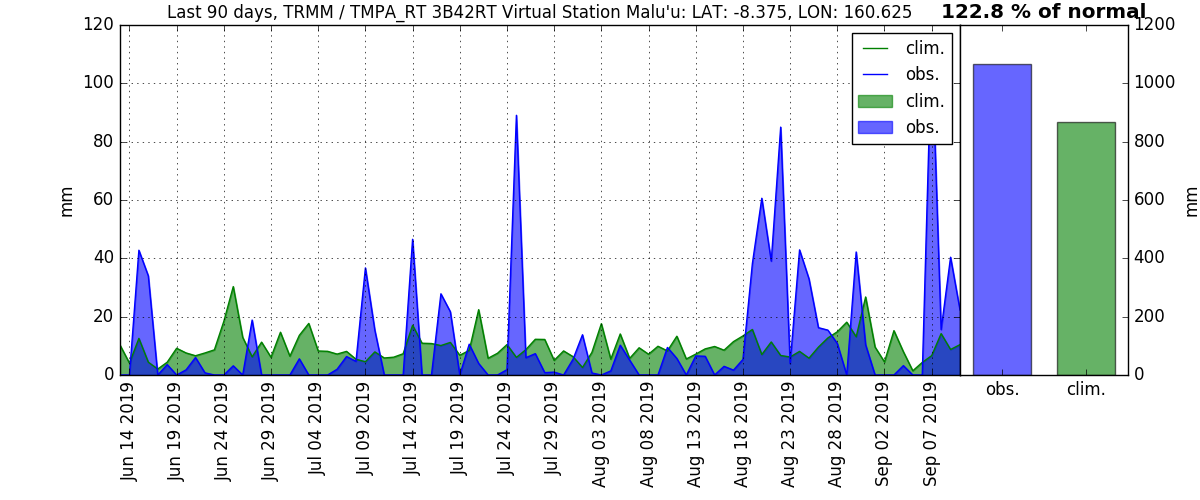 Last 90 days, TRMM / TMPA_RT 3B42RT Virtual Station Malu'u: LAT: -8.375, LON: 160.625
122.8 % of normal
120
100
80
60
40
20
0
mm
clim.
obs.
clim.
obs.
1200
1000
800
600
400
200
0
mm
Jun 14 2019
Jun 19 2019
Jun 24 2019
Jun 29 2019
Jul 04 2019
Jul 09 2019
Jul 14 2019
Jul 19 2019
Jul 24 2019
Jul 29 2019
Aug 03 2019
Aug 08 2019
Aug 13 2019
Aug 18 2019
Aug 23 2019
Aug 28 2019
Sep 02 2019
Sep 07 2019
obs.
clim.